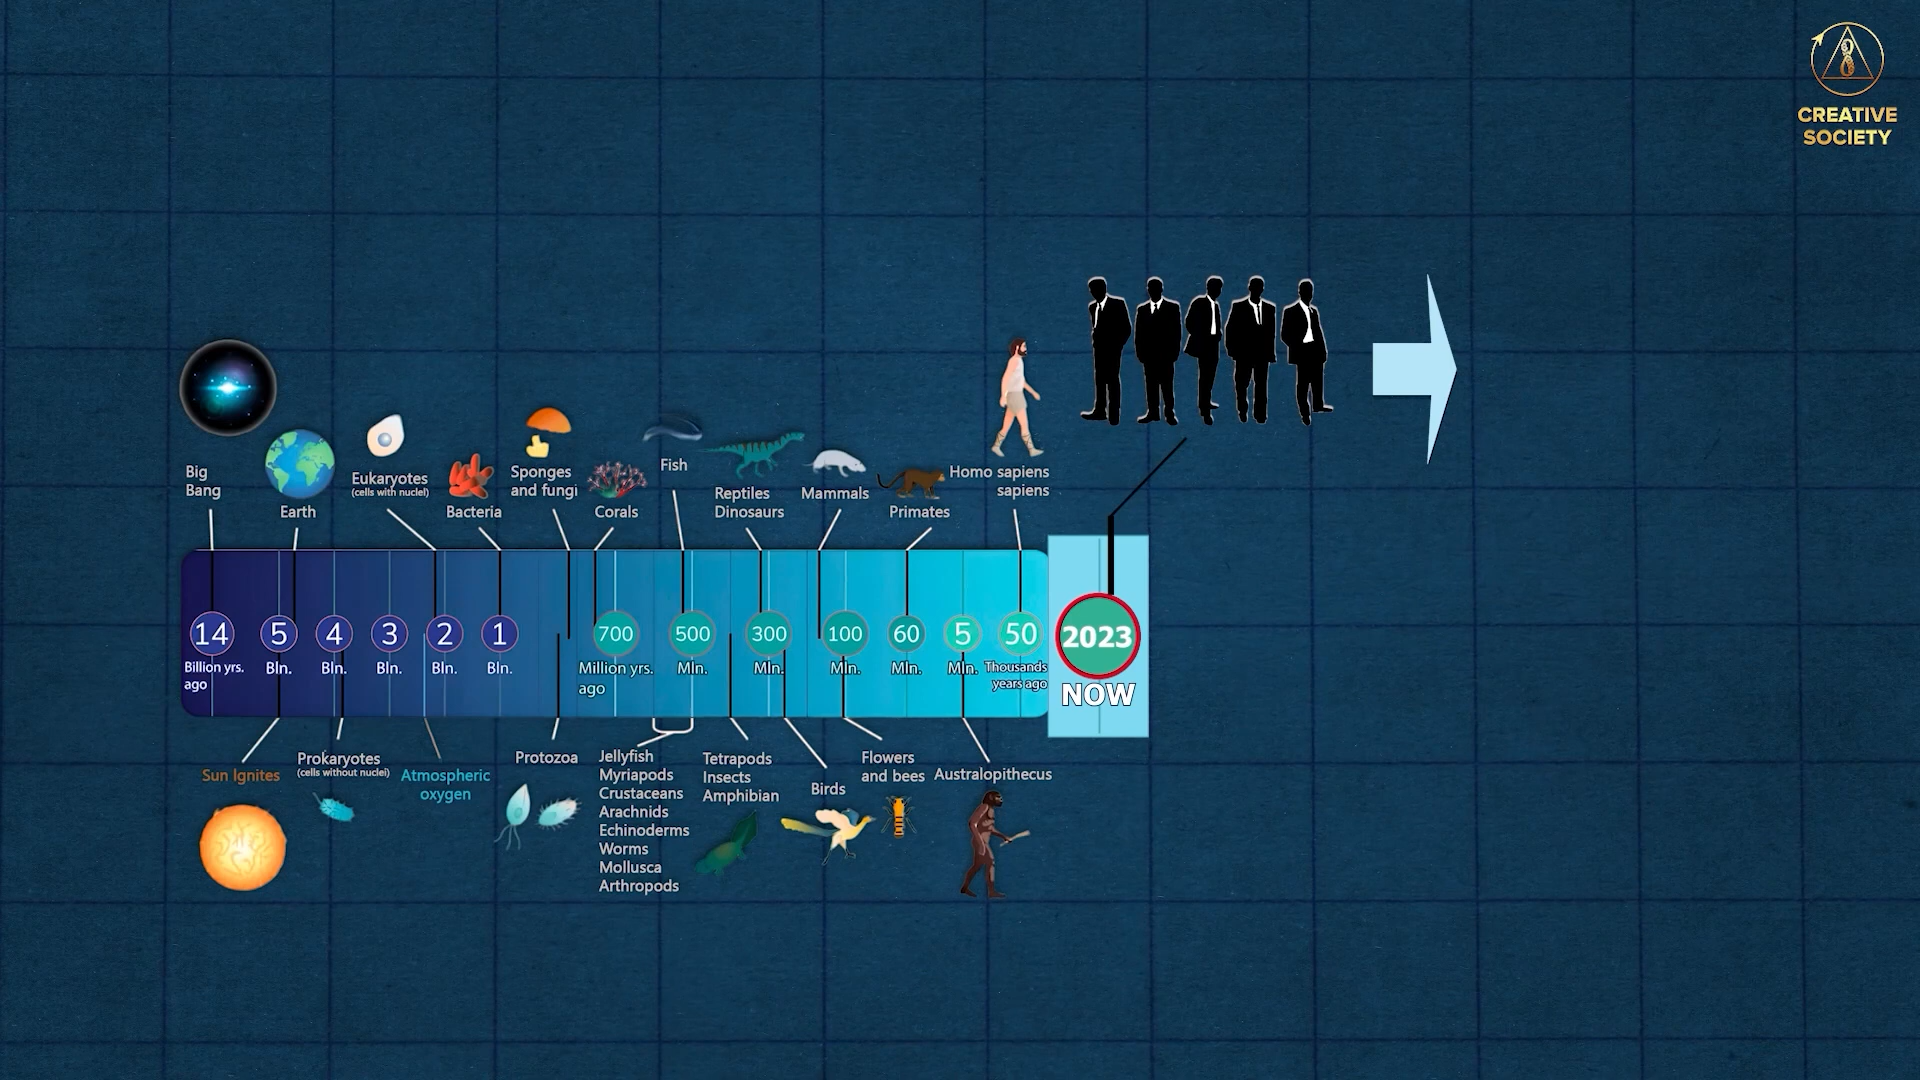 CREATIVE
SOCIETY
Big
Bang
Earth
Eukaryotes
(cells with nuclei)
Bacteria
Sponges
and fungi
Corals
Fish
Reptiles
Dinosaurs
Mammals
Primates
Homo sapiens
sapiens
14
Billion yrs.
ago
5
Bln.
4
Bln.
3
Bln.
2
Bln.
1
Bln.
700
Million yrs.
ago
500
Mln.
300
Mln.
100
Mln.
60
Mln.
5
Mln.
50
Thousands
years ago
2023
NOW
Sun Ignites
Prokaryotes
(cells without nuclei)
Atmospheric
oxygen
Protozoa
Jellyfish
Myriapods
Crustaceans
Arachnids
Echinoderms
Worms
Mollusca
Arthropods
Tetrapods
Insects
Amphibian
Birds
Flowers
and bees
Australopithecus